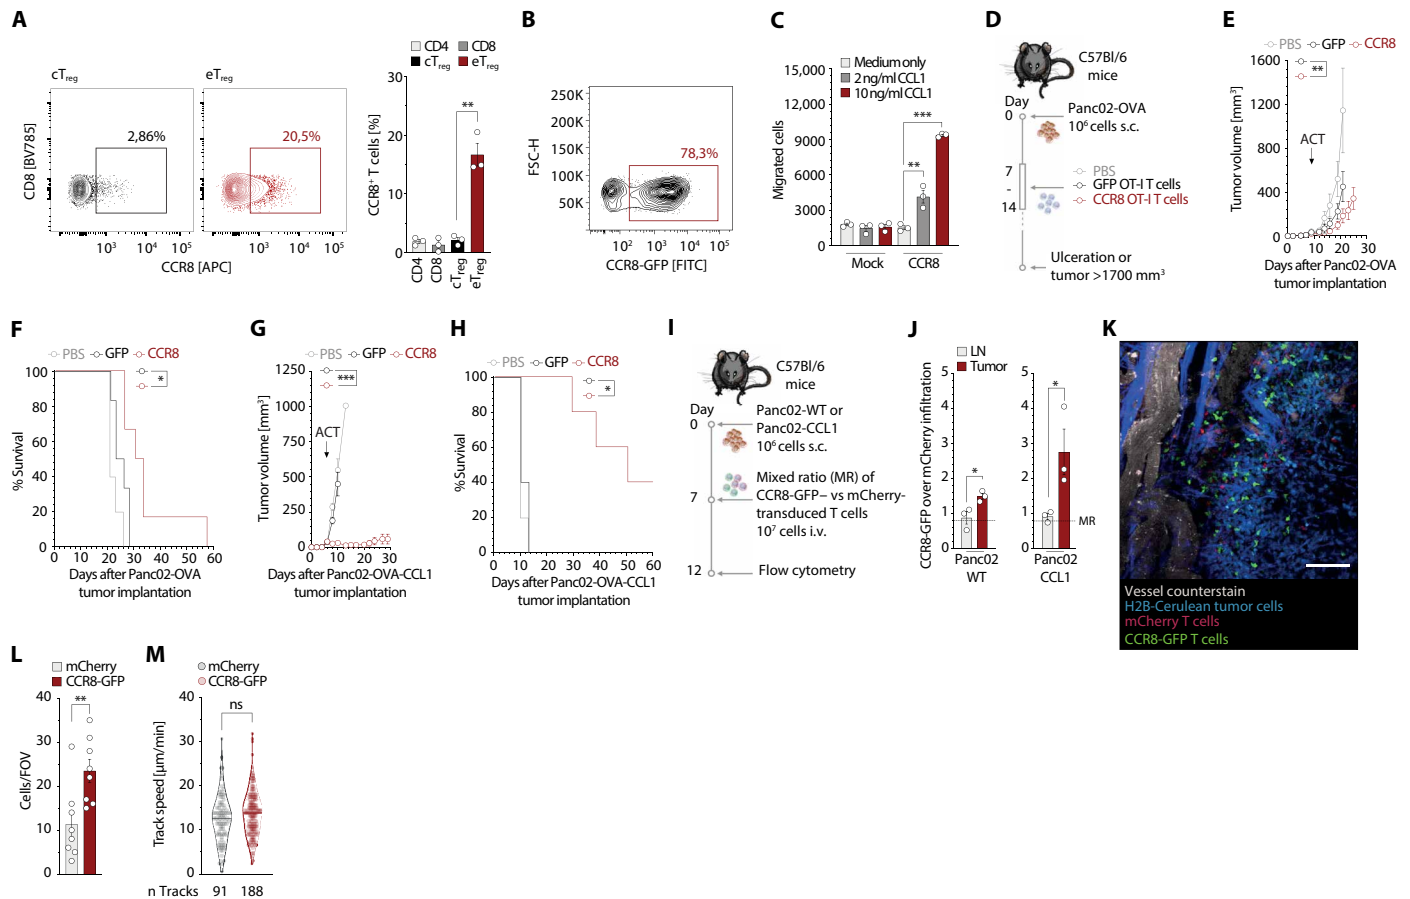 A
cTreg
eTreg
2,86%
20,5%
CD8 [BV785]
10³ 10⁴ 10⁵
10³ 10⁴ 10⁵
CCR8 [APC]
CD4 CD8
cTreg eTreg
30
20
10
0
CCR8⁺ T cells [%]
**
CD4
CD8
cTreg
eTreg
B
250K
200K
150K
100K
50K
FSC-H
78,3%
10² 10³ 10⁴ 10⁵
CCR8-GFP [FITC]
C
Medium only
2 ng/ml CCL1
10 ng/ml CCL1
15,000
12,000
9000
6000
3000
0
Migrated cells
***
**
Mock CCR8
D
C57Bl/6
mice
Day
0
Panc02-OVA
10⁶ cells s.c.
7
-
14
PBS
GFP OT-I T cells
CCR8 OT-I T cells
Ulceration or
tumor >1700 mm³
E
PBS GFP CCR8
**
1600
1200
800
400
0
Tumor volume [mm³]
ACT
0 10 20 30
Days after Panc02-OVA
tumor implantation
F
PBS GFP CCR8
*
100
80
60
40
20
0
% Survival
0 10 20 30 40 50 60
Days after Panc02-OVA
tumor implantation
G
PBS GFP CCR8
***
1250
1000
750
500
250
0
Tumor volume [mm³]
ACT
0 10 20 30
Days after Panc02-OVA-CCL1
tumor implantation
H
PBS GFP CCR8
*
100
80
60
40
20
0
% Survival
0 10 20 30 40 50 60
Days after Panc02-OVA-CCL1
tumor implantation
I
C57Bl/6
mice
Day
0
Panc02-WT or
Panc02-CCL1
10⁶ cells s.c.
7
Mixed ratio (MR) of
CCR8-GFP– vs mCherry-
transduced T cells
10⁷ cells i.v.
12
Flow cytometry
J
LN
Tumor
CCR8-GFP over mCherry infiltration
5
4
3
2
1
0
*
Panc02
WT
5
4
3
2
1
0
*
MR
Panc02
CCL1
K
Vessel counterstain
H2B-Cerulean tumor cells
mCherry T cells
CCR8-GFP T cells
L
mCherry
CCR8-GFP
**
40
30
20
10
0
Cells/FOV
M
mCherry
CCR8-GFP
ns
40
30
20
10
0
Track speed [µm/min]
n Tracks 91 188